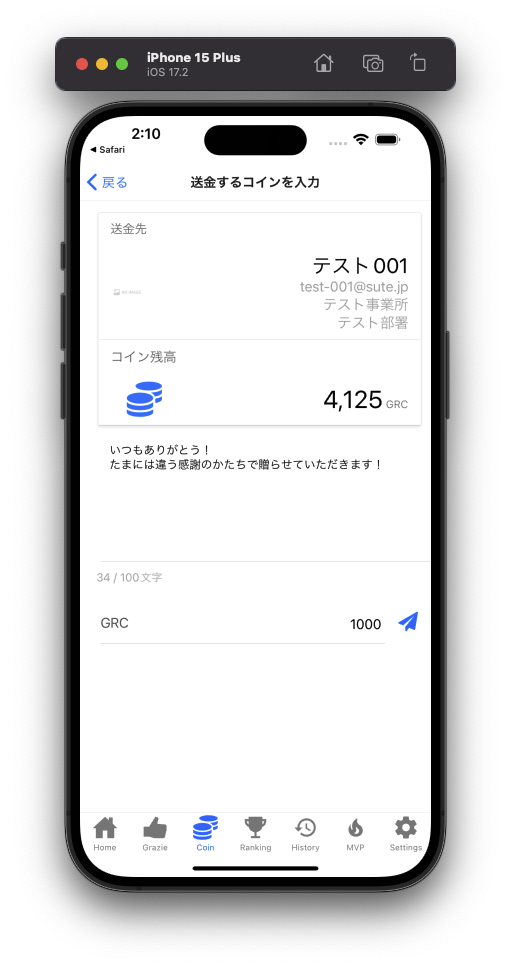 iPhone 15 Plus
iOS 17.2
2:10
◀ Safari
戻る
送金するコインを入力
送金先
テスト001
test-001@sute.jp
テスト事業所
テスト部署
コイン残高
4,125 GRC
いつもありがとう！
たまには違う感謝のかたちで贈らせていただきます！
34 / 100文字
GRC 1000
Home Grazie Coin Ranking History MVP Settings